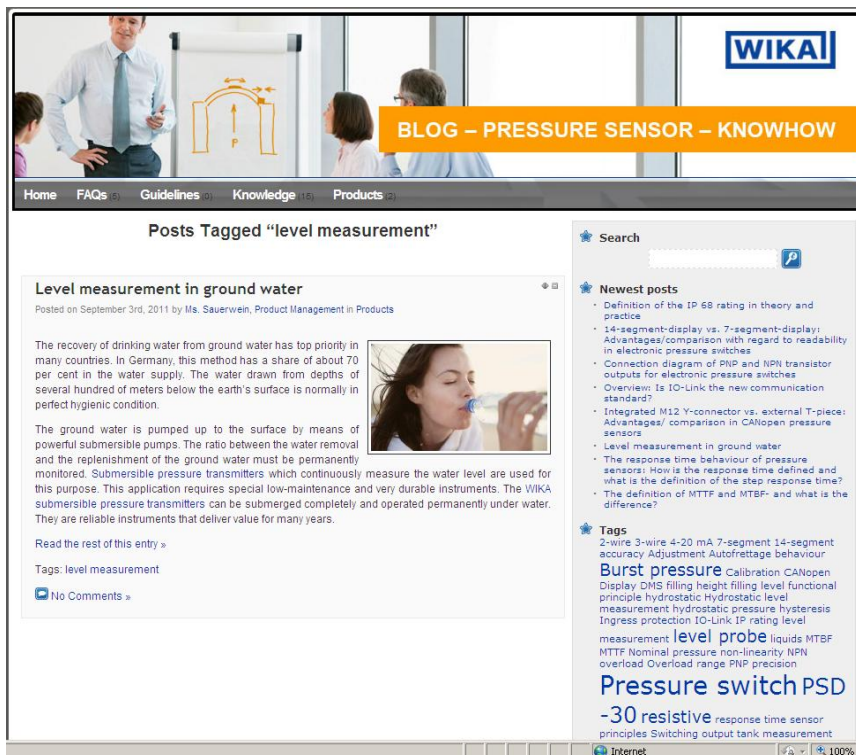 WIKA
BLOG – PRESSURE SENSOR – KNOWHOW
P
Home FAQs (5) Guidelines (0) Knowledge (15) Products (2)
Posts Tagged “level measurement”
Level measurement in ground water
Posted on September 3rd, 2011 by Ms. Sauerwein, Product Management in Products
The recovery of drinking water from ground water has top priority in
many countries. In Germany, this method has a share of about 70
per cent in the water supply. The water drawn from depths of
several hundred of meters below the earth's surface is normally in
perfect hygienic condition.
The ground water is pumped up to the surface by means of
powerful submersible pumps. The ratio between the water removal
and the replenishment of the ground water must be permanently
monitored. Submersible pressure transmitters which continuously measure the water level are used for
this purpose. This application requires special low-maintenance and very durable instruments. The WIKA
submersible pressure transmitters can be submerged completely and operated permanently under water.
They are reliable instruments that deliver value for many years.
Read the rest of this entry »
Tags: level measurement
No Comments »
Search
Newest posts
Definition of the IP 68 rating in theory and
practice
14-segment-display vs. 7-segment-display:
Advantages/comparison with regard to readability
in electronic pressure switches
Connection diagram of PNP and NPN transistor
outputs for electronic pressure switches
Overview: Is IO-Link the new communication
standard?
Integrated M12 Y-connector vs. external T-piece:
Advantages/ comparison in CANopen pressure
sensors
Level measurement in ground water
The response time behaviour of pressure
sensors: How is the response time defined and
what is the definition of the step response time?
The definition of MTTF and MTBF- and what is the
difference?
Tags
2-wire 3-wire 4-20 mA 7-segment 14-segment
accuracy Adjustment Autofrettage behaviour
Burst pressure Calibration CANopen
Display DMS filling height filling level functional
principle hydrostatic Hydrostatic level
measurement hydrostatic pressure hysteresis
Ingress protection IO-Link IP rating level
measurement level probe liquids MTBF
MTTF Nominal pressure non-linearity NPN
overload Overload range PNP precision
Pressure switch PSD
-30 resistive response time sensor
principles Switching output tank measurement
Internet 100%